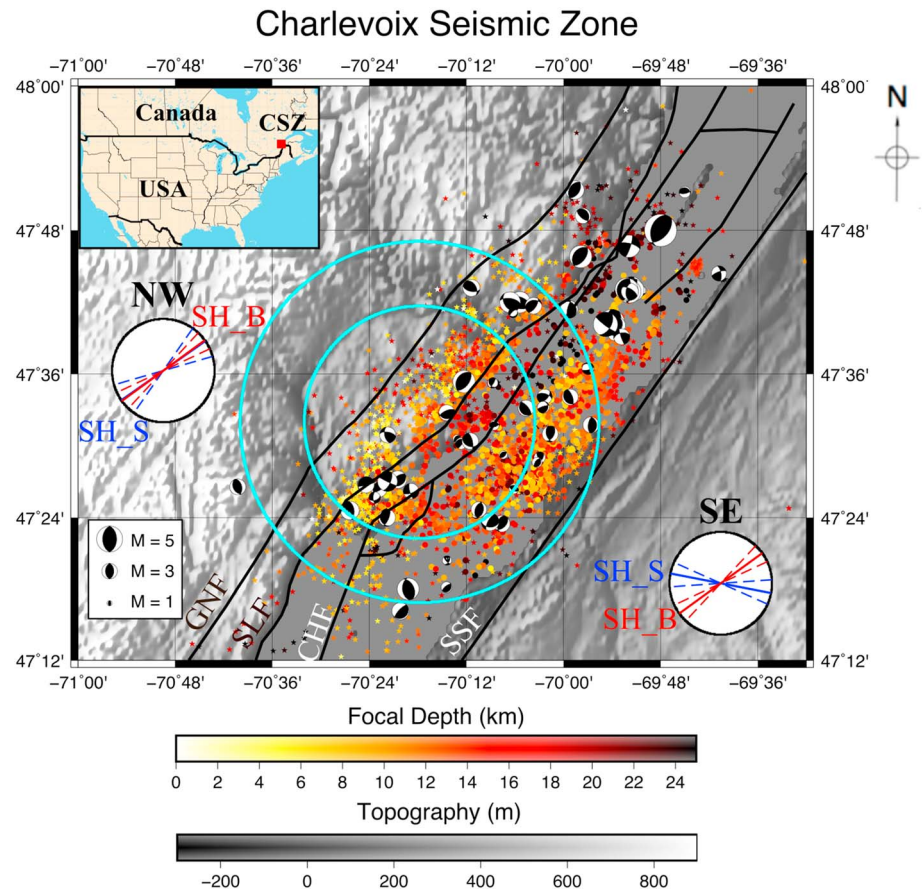 Charlevoix Seismic Zone
−71°00' −70°48' −70°36' −70°24' −70°12' −70°00' −69°48' −69°36'
48°00' 48°00'
N
Canada
CSZ
USA
47°48' 47°48'
NW
SH_B
47°36' 47°36'
SH_S
47°24' 47°24'
SE
M = 5
M = 3
M = 1
SH_S
SH_B
GNF
SLF
CHF
SSF
47°12' 47°12'
−71°00' −70°48' −70°36' −70°24' −70°12' −70°00' −69°48' −69°36'
Focal Depth (km)
0 2 4 6 8 10 12 14 16 18 20 22 24
Topography (m)
−200 0 200 400 600 800